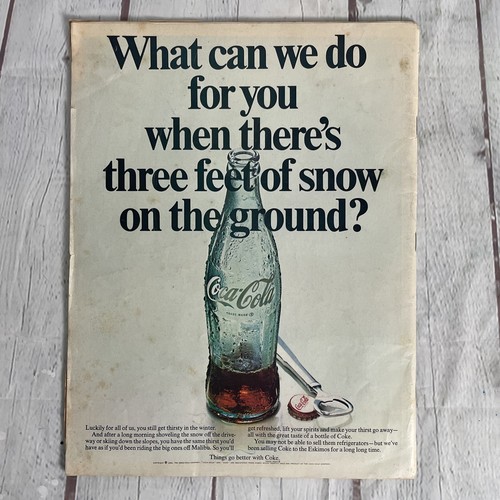 What can we do
for you
when there's
three feet of snow
on the ground?
Coca-Cola
TRADE-MARK ®
Coca-Cola
Luckily for all of us, you still get thirsty in the winter.
And after a long morning shoveling the snow off the drive-
way or skiing down the slopes, you have the same thirst you'd
have as if you'd been riding the big ones off Malibu. So you'll
get refreshed, lift your spirits and make your thirst go away—
all with the great taste of a bottle of Coke.
You may not be able to sell them refrigerators—but we've
been selling Coke to the Eskimos for a long long time.
Things go better with Coke.